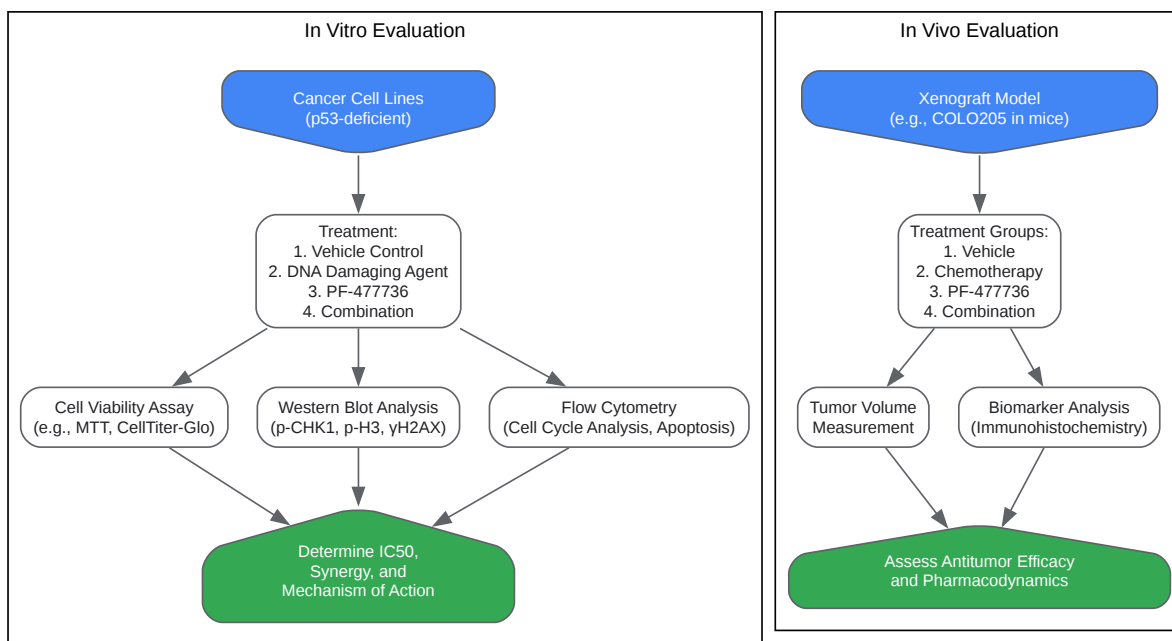 In Vitro Evaluation
Cancer Cell Lines
(p53-deficient)
Treatment:
1. Vehicle Control
2. DNA Damaging Agent
3. PF-477736
4. Combination
Cell Viability Assay
(e.g., MTT, CellTiter-Glo)
Western Blot Analysis
(p-CHK1, p-H3, γH2AX)
Flow Cytometry
(Cell Cycle Analysis, Apoptosis)
Determine IC50,
Synergy, and
Mechanism of Action
In Vivo Evaluation
Xenograft Model
(e.g., COLO205 in mice)
Treatment Groups:
1. Vehicle
2. Chemotherapy
3. PF-477736
4. Combination
Tumor Volume
Measurement
Biomarker Analysis
(Immunohistochemistry)
Assess Antitumor Efficacy
and Pharmacodynamics